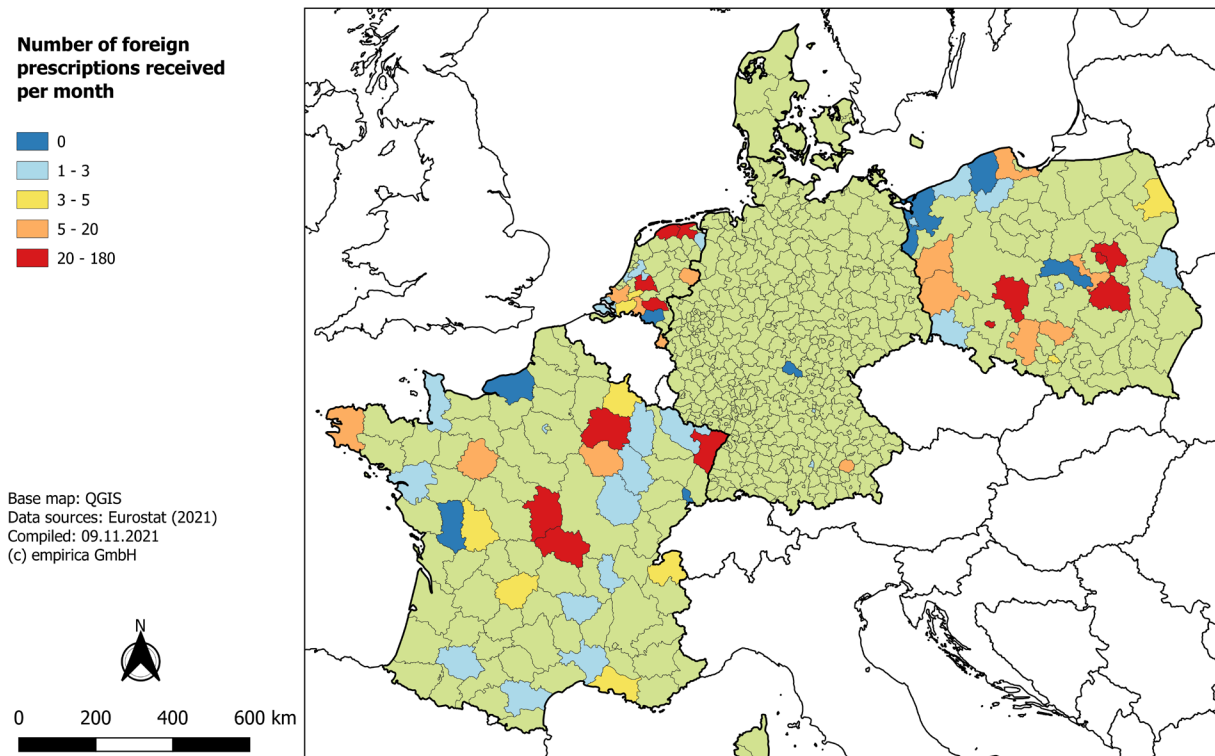 Number of foreign
prescriptions received
per month
0
1 - 3
3 - 5
5 - 20
20 - 180
Base map: QGIS
Data sources: Eurostat (2021)
Compiled: 09.11.2021
(c) empirica GmbH
N
0 200 400 600 km